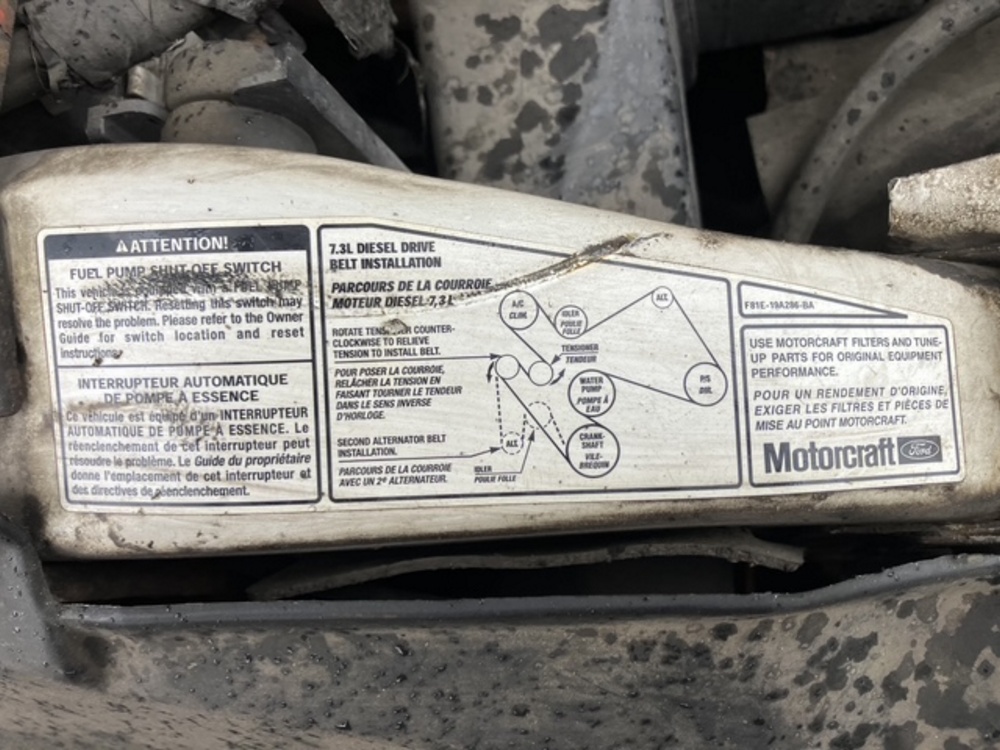 ATTENTION!
FUEL PUMP SHUT-OFF SWITCH
This vehicle equipped with a FUEL PUMP
SHUT-OFF SWITCH. Resetting this switch may
resolve the problem. Please refer to the Owner
Guide for switch location and reset
instructions.
INTERRUPTEUR AUTOMATIQUE
DE POMPE À ESSENCE
Ce véhicule est équipé d'un INTERRUPTEUR
AUTOMATIQUE DE POMPE À ESSENCE. Le
réenclenchement de cet interrupteur peut
résoudre le problème. Le Guide du propriétaire
donne l'emplacement de cet interrupteur et
des directives de réenclenchement.
7.3L DIESEL DRIVE
BELT INSTALLATION
PARCOURS DE LA COURROIE
MOTEUR DIESEL 7,3 L
ROTATE TENSIONER COUNTER-
CLOCKWISE TO RELIEVE
TENSION TO INSTALL BELT.
POUR POSER LA COURROIE,
RELÂCHER LA TENSION EN
FAISANT TOURNER LE TENDEUR
DANS LE SENS INVERSE
D'HORLOGE.
SECOND ALTERNATOR BELT
INSTALLATION.
PARCOURS DE LA COURROIE
AVEC UN 2e ALTERNATEUR.
A/C
CLIM.
IDLER
POULIE
FOLLE
ALT.
TENSIONER
TENDEUR
WATER
PUMP
POMPE À
EAU
P/S
DIR.
CRANK-
SHAFT
VILE-
BREQUIN
ALT.
IDLER
POULIE FOLLE
F81E-19A286-BA
USE MOTORCRAFT FILTERS AND TUNE-
UP PARTS FOR ORIGINAL EQUIPMENT
PERFORMANCE.
POUR UN RENDEMENT D'ORIGINE,
EXIGER LES FILTRES ET PIÈCES DE
MISE AU POINT MOTORCRAFT.
Motorcraft Ford